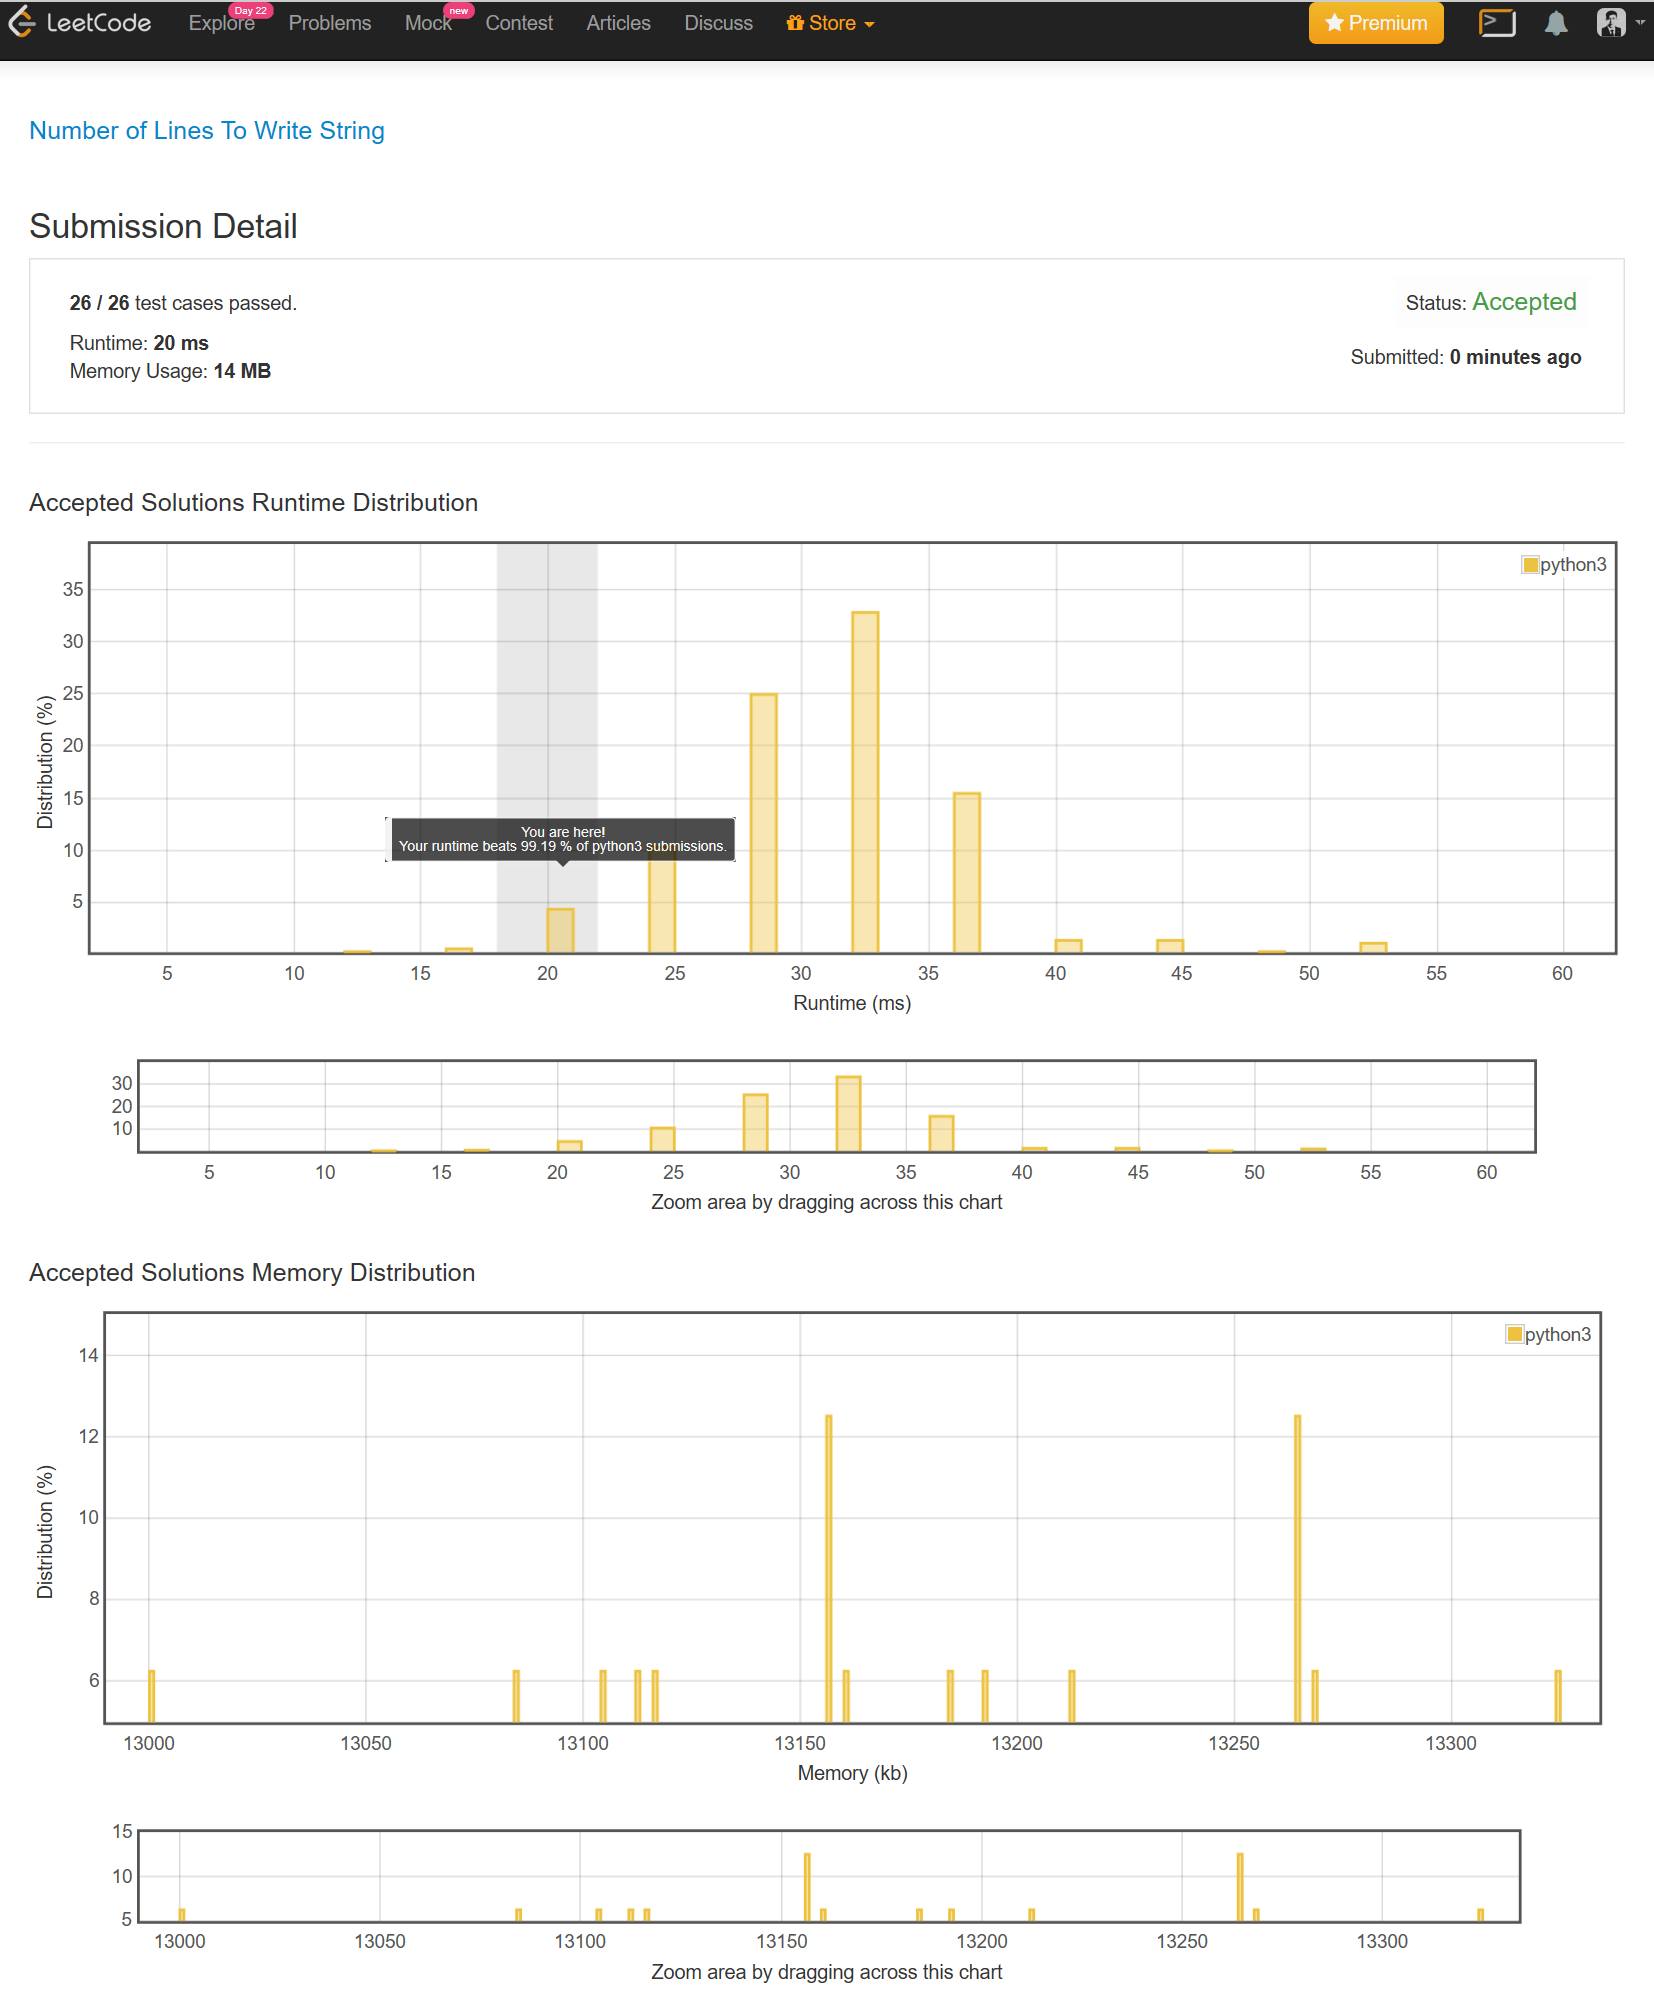 LeetCode Explore Day 22 Problems Mock new Contest Articles Discuss Store Premium
Number of Lines To Write String
Submission Detail
26 / 26 test cases passed.
Status: Accepted
Runtime: 20 ms
Submitted: 0 minutes ago
Memory Usage: 14 MB
Accepted Solutions Runtime Distribution
python3
35
30
25
20
15
10
5
Distribution (%)
You are here!
Your runtime beats 99.19 % of python3 submissions.
5 10 15 20 25 30 35 40 45 50 55 60
Runtime (ms)
30
20
10
5 10 15 20 25 30 35 40 45 50 55 60
Zoom area by dragging across this chart
Accepted Solutions Memory Distribution
python3
14
12
10
8
6
Distribution (%)
13000 13050 13100 13150 13200 13250 13300
Memory (kb)
15
10
5
13000 13050 13100 13150 13200 13250 13300
Zoom area by dragging across this chart